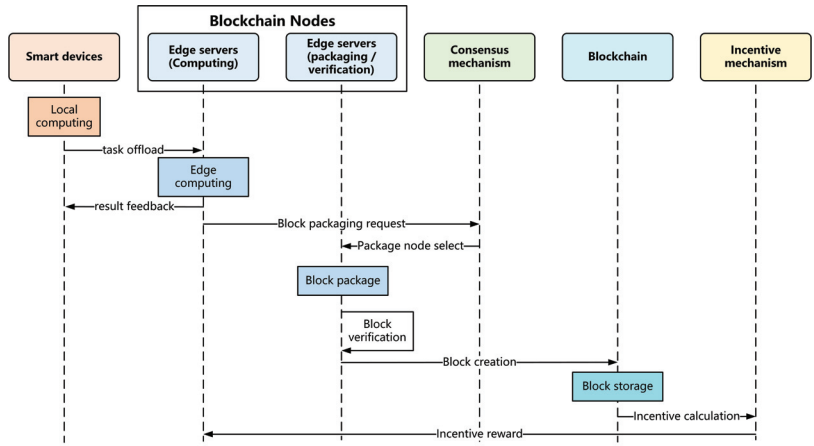 Blockchain Nodes
Smart devices
Edge servers
(Computing)
Edge servers
(packaging /
verification)
Consensus
mechanism
Blockchain
Incentive
mechanism
Local
computing
task offload
Edge
computing
result feedback
Block packaging request
Package node select
Block package
Block
verification
Block creation
Block storage
Incentive calculation
Incentive reward